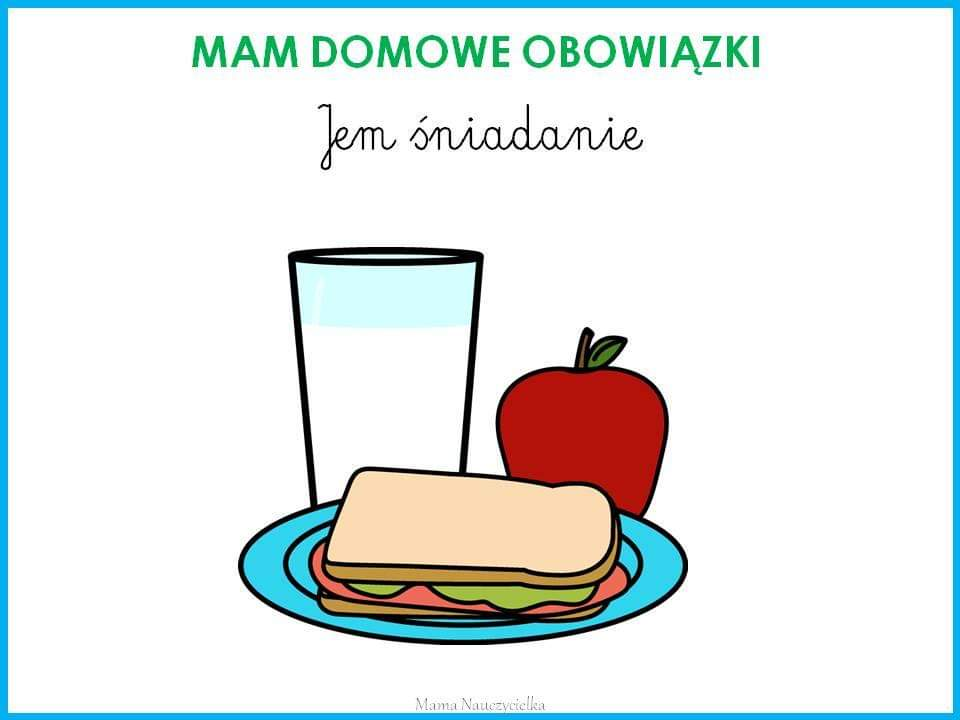 MAM DOMOWE OBOWIĄZKI
Jem śniadanie
Mama Nauczycielka